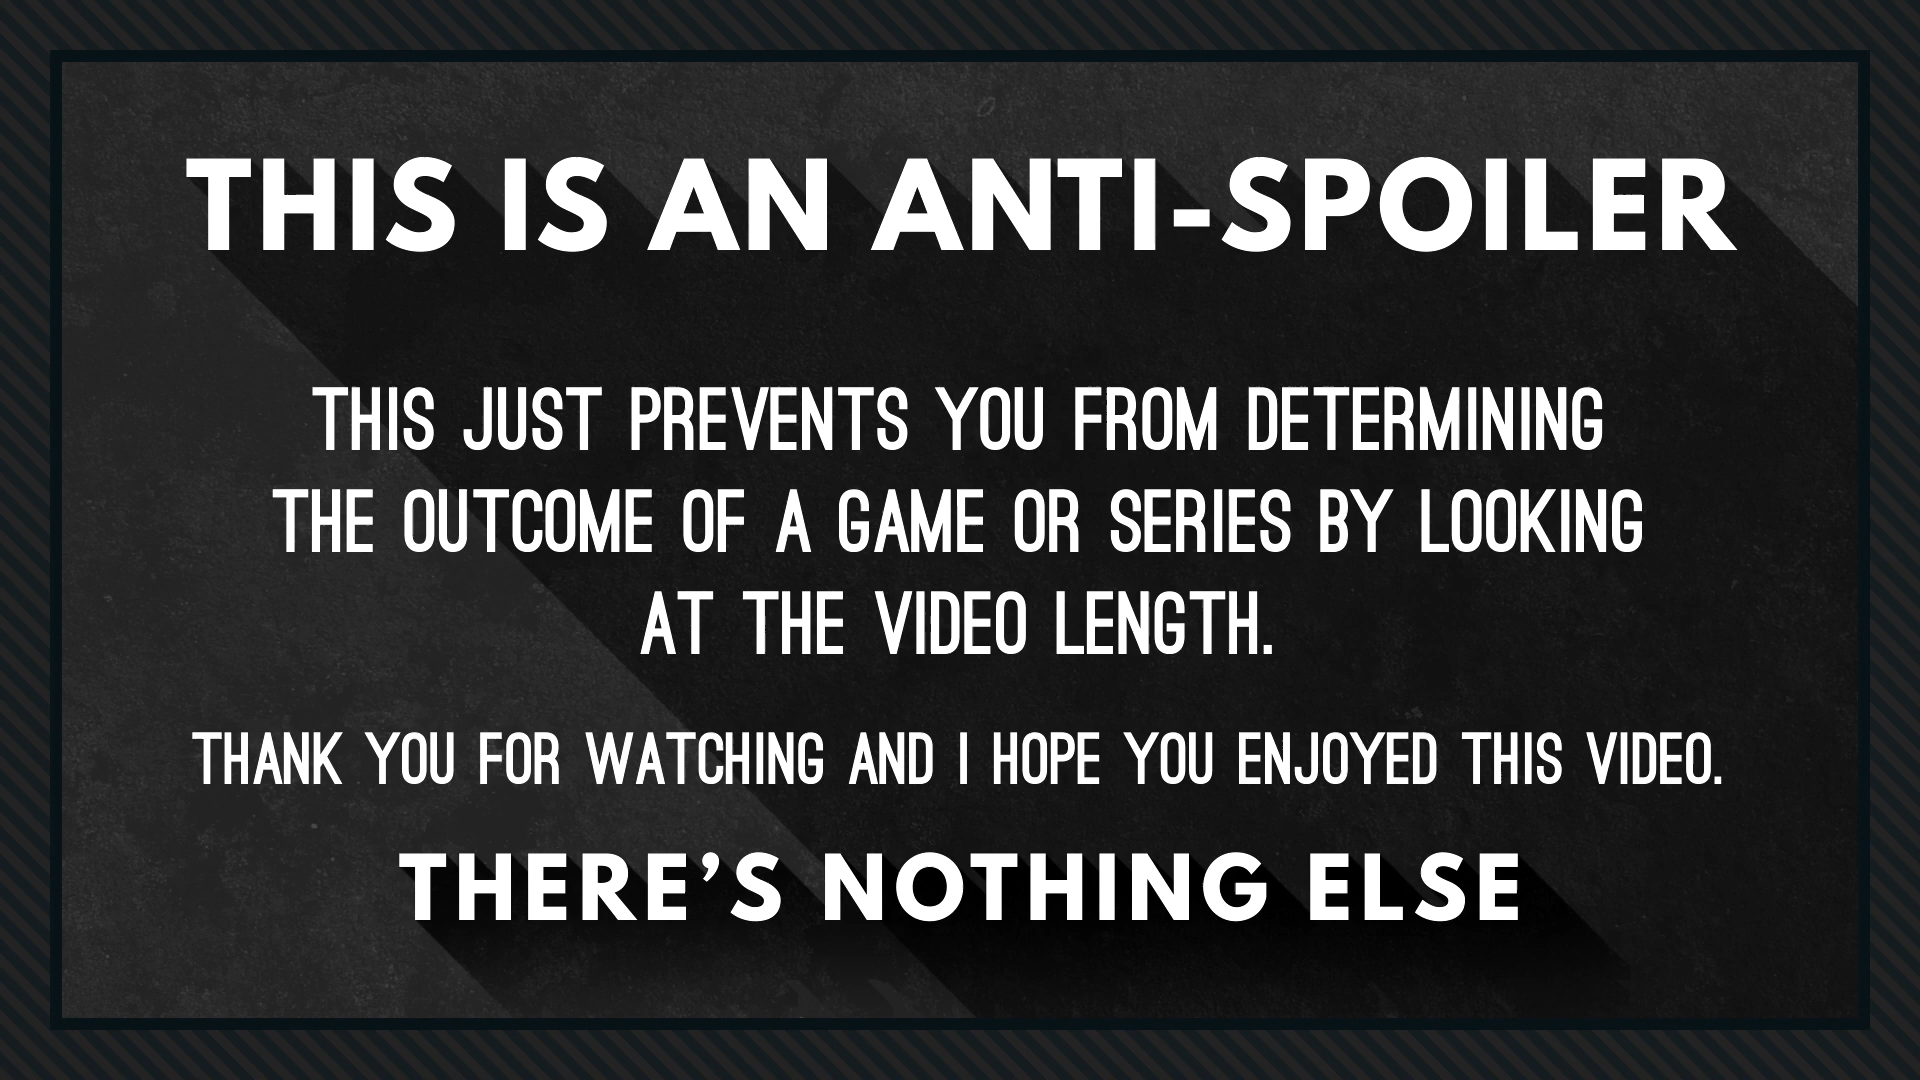 THIS IS AN ANTI-SPOILER
THIS JUST PREVENTS YOU FROM DETERMINING
THE OUTCOME OF A GAME OR SERIES BY LOOKING
AT THE VIDEO LENGTH.
THANK YOU FOR WATCHING AND I HOPE YOU ENJOYED THIS VIDEO.
THERE’S NOTHING ELSE